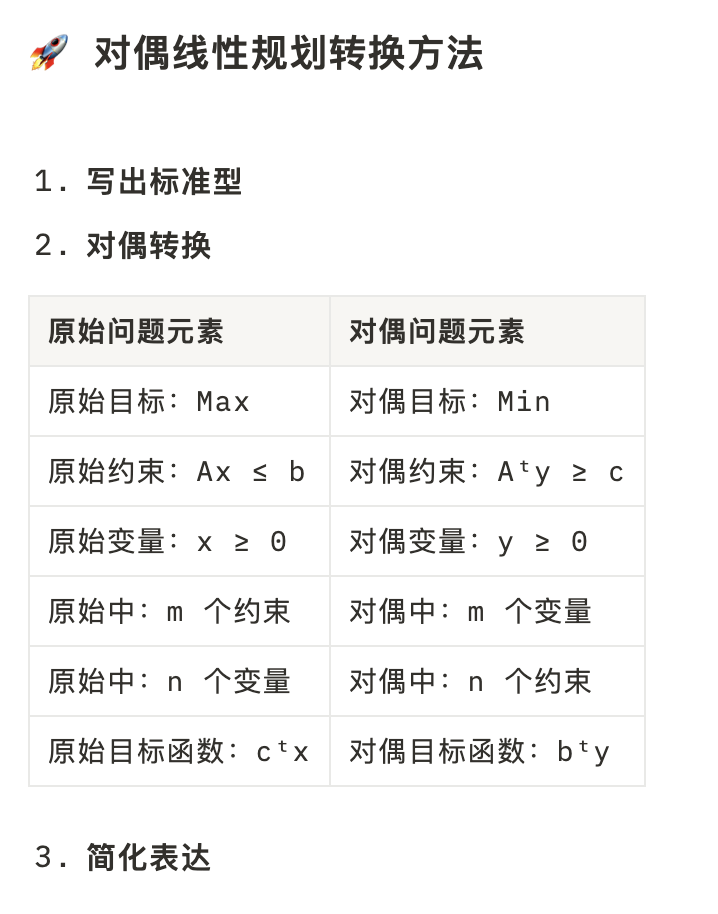 🚀 对偶线性规划转换方法
1. 写出标准型
2. 对偶转换
原始问题元素 对偶问题元素
原始目标：Max 对偶目标：Min
原始约束：Ax ≤ b 对偶约束：Aᵗy ≥ c
原始变量：x ≥ 0 对偶变量：y ≥ 0
原始中：m 个约束 对偶中：m 个变量
原始中：n 个变量 对偶中：n 个约束
原始目标函数：cᵗx 对偶目标函数：bᵗy
3. 简化表达